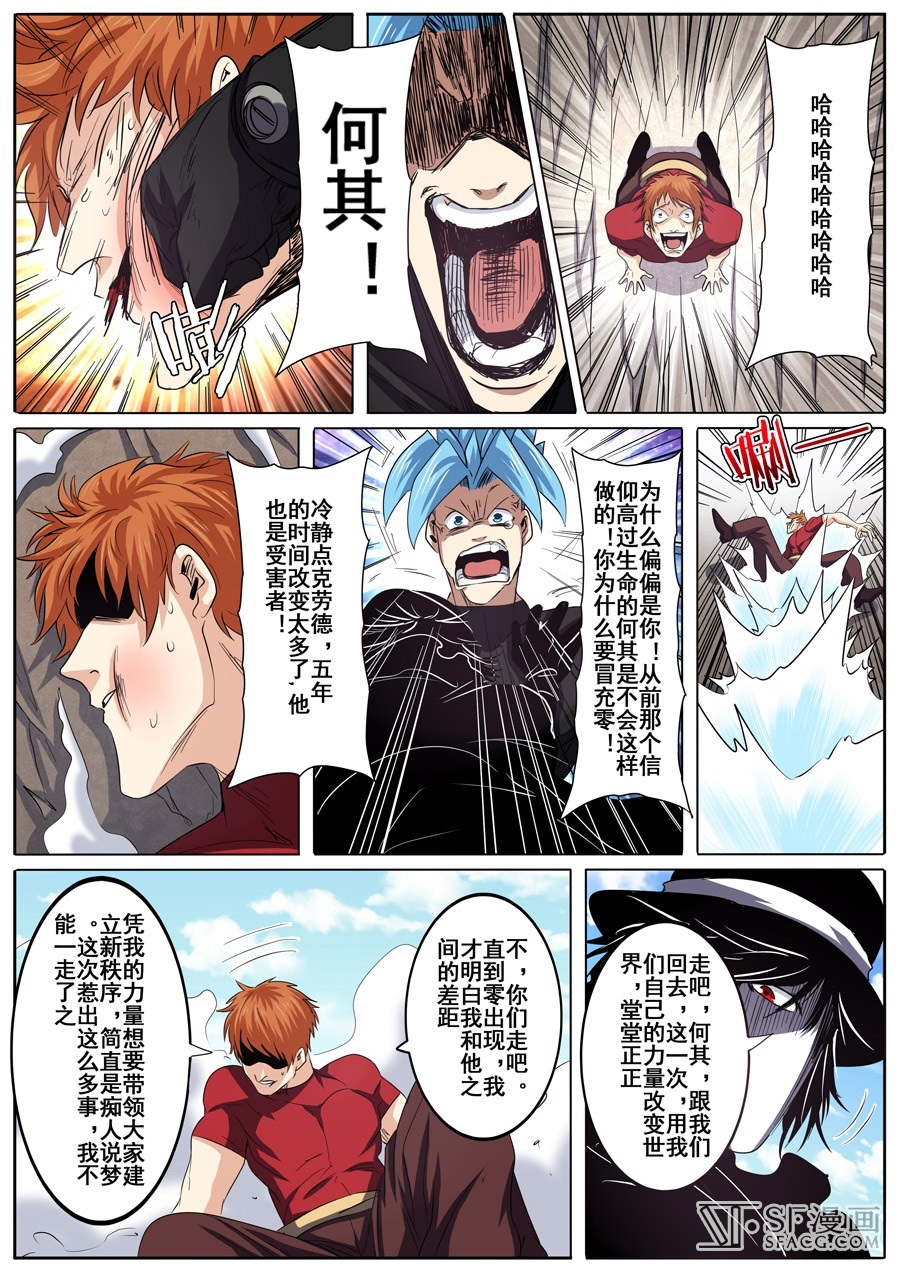 哈哈哈哈哈哈哈哈哈
何其！
为什么偏偏是你！从前那个信
仰高过生命的何其是不会这样
做的！你为什么要冒充零！
冷静点克劳德，五年
的时间改变太多了，他
也是受害者！
走吧，何其，跟我们
回去，这一次，用我
们自己的力量改变世
界，堂堂正正
不，你们走吧。
直到零出现，我
才明白我和他之
间的差距
凭我的力量想要带领大家建
立新秩序，简直是痴人说梦
。这次惹出这么多事，我不
能一走了之
SF漫画
SFACG.COM